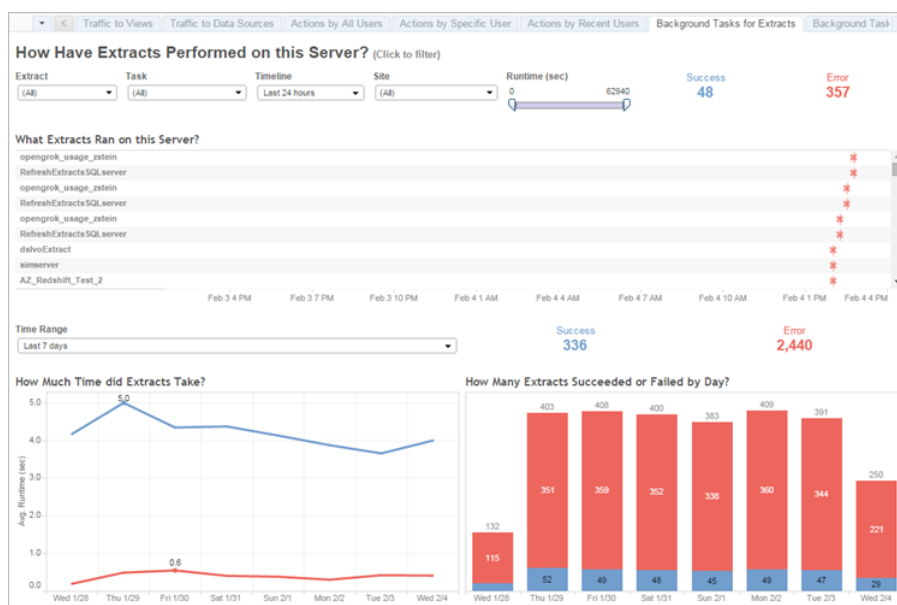 Traffic to Views Traffic to Data Sources Actions by All Users Actions by Specific User Actions by Recent Users Background Tasks for Extracts Background Task
How Have Extracts Performed on this Server? (Click to filter)
Extract Task Timeline Site Runtime (sec) Success Error
(All) (All) Last 24 hours (All) 0 62940 48 357
What Extracts Ran on this Server?
opengrok_usage_zstein
RefreshExtractsSQLserver
opengrok_usage_zstein
RefreshExtractsSQLserver
opengrok_usage_zstein
RefreshExtractsSQLserver
dslvoExtract
simserver
AZ_Redshift_Test_2
Feb 3 4 PM Feb 3 7 PM Feb 3 10 PM Feb 4 1 AM Feb 4 4 AM Feb 4 7 AM Feb 4 10 AM Feb 4 1 PM Feb 4 4 PM
Time Range Success Error
Last 7 days 336 2,440
How Much Time did Extracts Take?
5.0 5.0
4.0
3.0
Avg. Runtime (sec)
2.0
1.0
0.6
0.0
Wed 1/28 Thu 1/29 Fri 1/30 Sat 1/31 Sun 2/1 Mon 2/2 Tue 2/3 Wed 2/4
How Many Extracts Succeeded or Failed by Day?
132 403 408 400 383 409 391 250
115 351 359 352 338 360 344 221
52 49 48 45 49 47 29
Wed 1/28 Thu 1/29 Fri 1/30 Sat 1/31 Sun 2/1 Mon 2/2 Tue 2/3 Wed 2/4